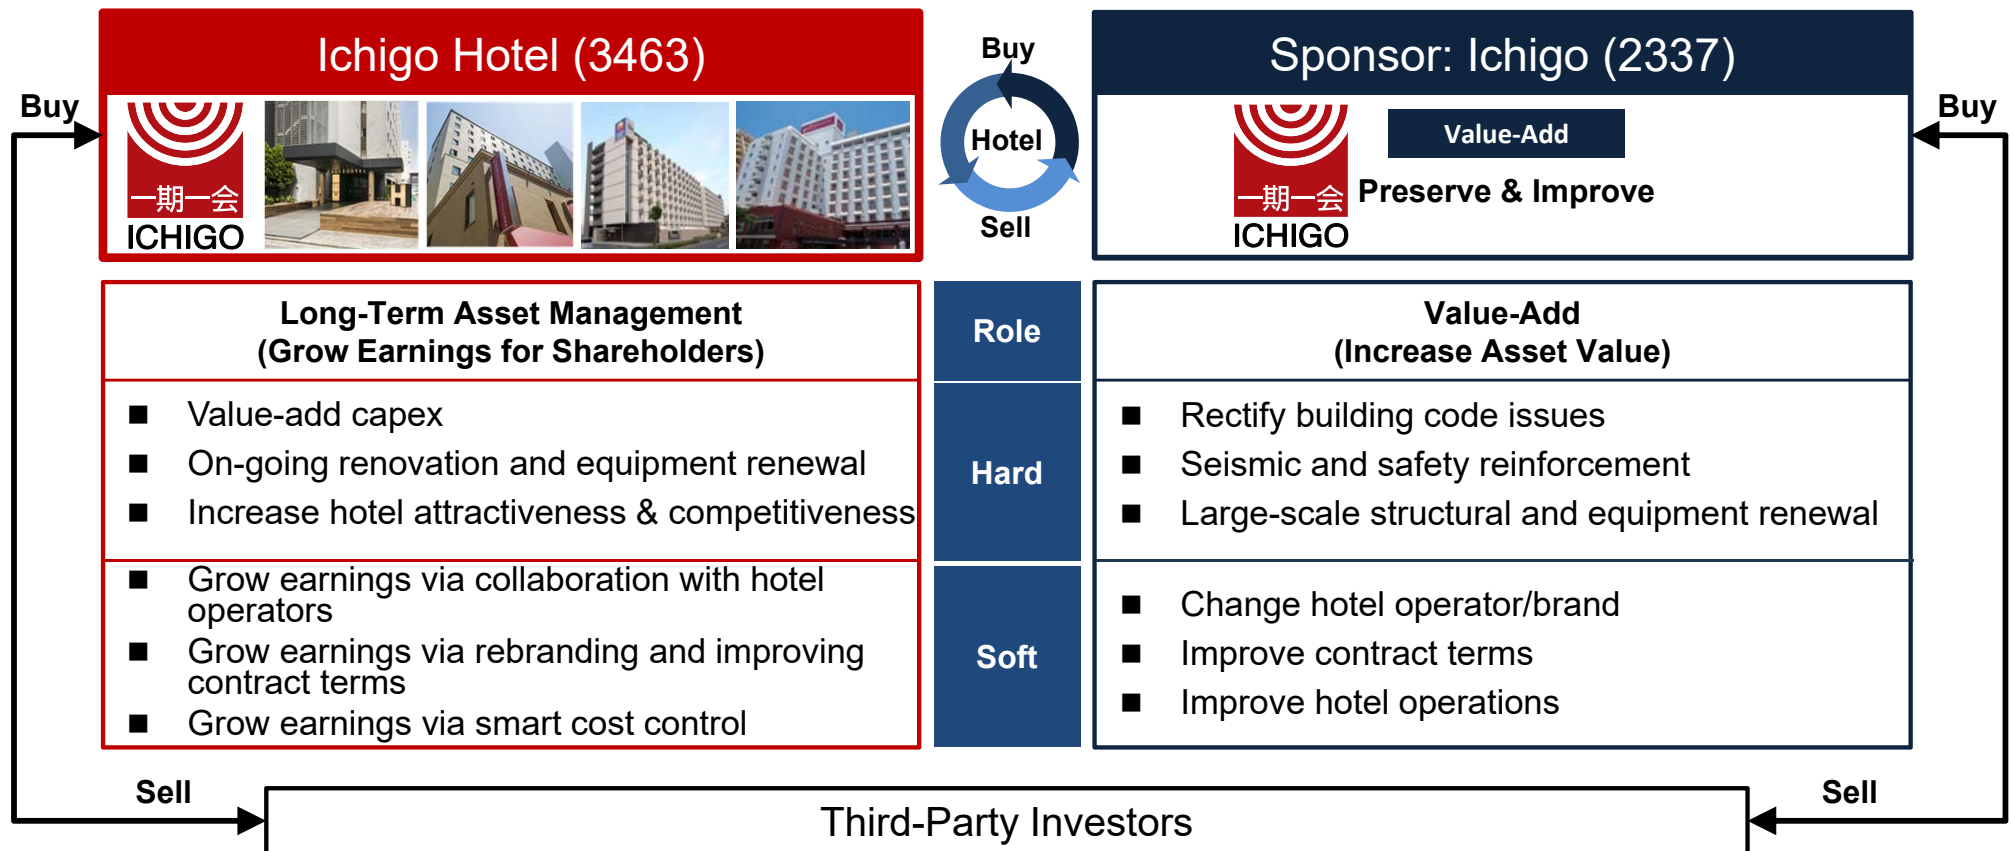 Ichigo Hotel (3463)
Buy
一期一会
ICHIGO
Buy
Hotel
Sell
Sponsor: Ichigo (2337)
一期一会
ICHIGO
Value-Add
Preserve & Improve
Buy
Long-Term Asset Management
(Grow Earnings for Shareholders)
Role
Value-Add
(Increase Asset Value)
■ Value-add capex
■ On-going renovation and equipment renewal
■ Increase hotel attractiveness & competitiveness
Hard
■ Rectify building code issues
■ Seismic and safety reinforcement
■ Large-scale structural and equipment renewal
■ Grow earnings via collaboration with hotel
operators
■ Grow earnings via rebranding and improving
contract terms
■ Grow earnings via smart cost control
Soft
■ Change hotel operator/brand
■ Improve contract terms
■ Improve hotel operations
Sell
Third-Party Investors
Sell